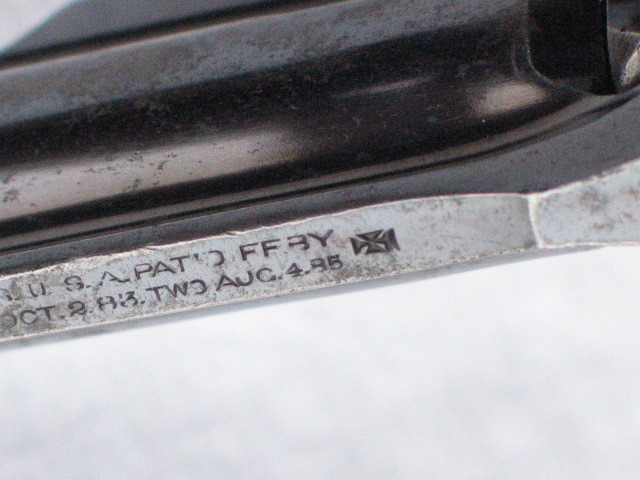 U.S.A. PAT'D FEBY
OCT. 2.83. TWO AUG. 4.85